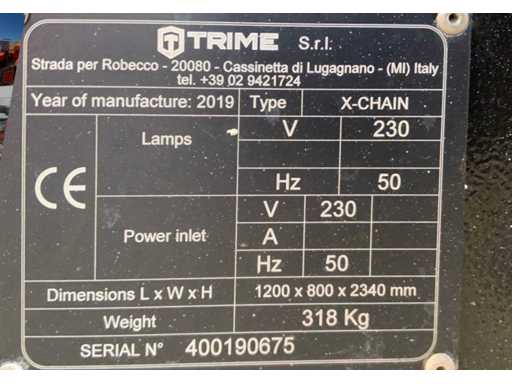 TRIME S.r.l.
Strada per Robecco - 20080 - Cassinetta di Lugagnano - (MI) Italy
tel. +39 02 9421724
Year of manufacture: 2019 Type X-CHAIN
Lamps V 230
Hz 50
CE
Power inlet V 230
A
Hz 50
Dimensions L x W x H 1200 x 800 x 2340 mm
Weight 318 Kg
SERIAL N° 400190675